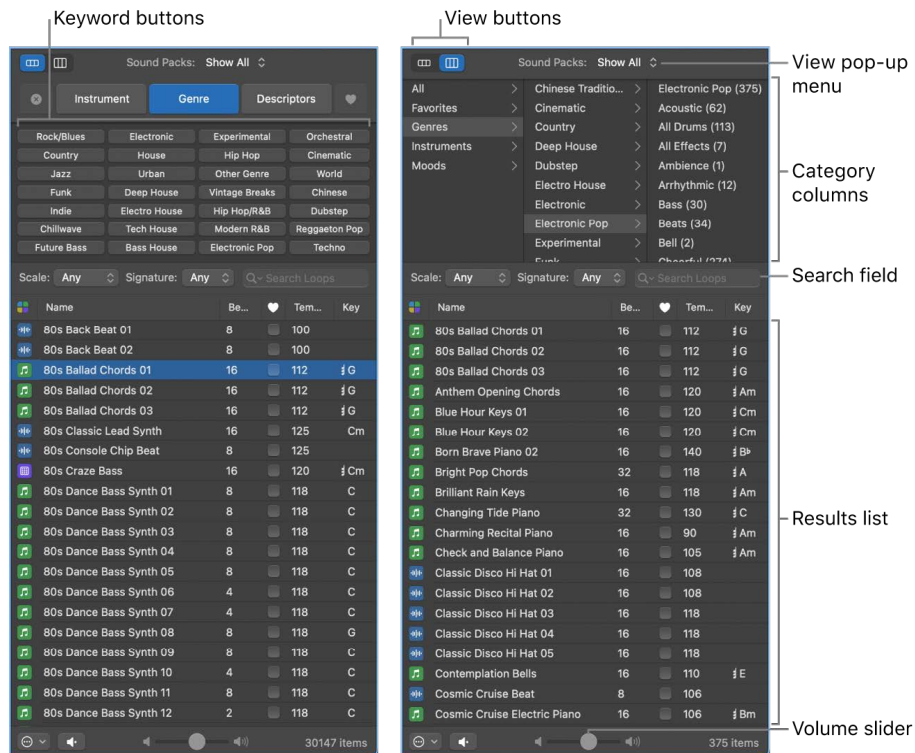 Keyword buttons
View buttons
Sound Packs: Show All
Instrument Genre Descriptors
Rock/Blues Electronic Experimental Orchestral
Country House Hip Hop Cinematic
Jazz Urban Other Genre World
Funk Deep House Vintage Breaks Chinese
Indie Electro House Hip Hop/R&B Dubstep
Chillwave Tech House Modern R&B Reggaeton Pop
Future Bass Bass House Electronic Pop Techno
Scale: Any Signature: Any Search Loops
Name Be... Tem... Key
80s Back Beat 01 8 100
80s Back Beat 02 8 100
80s Ballad Chords 01 16 112 G
80s Ballad Chords 02 16 112 G
80s Ballad Chords 03 16 112 G
80s Classic Lead Synth 16 125 Cm
80s Console Chip Beat 8 125
80s Craze Bass 16 120 Cm
80s Dance Bass Synth 01 8 118 C
80s Dance Bass Synth 02 8 118 C
80s Dance Bass Synth 03 8 118 C
80s Dance Bass Synth 04 8 118 C
80s Dance Bass Synth 05 8 118 C
80s Dance Bass Synth 06 4 118 C
80s Dance Bass Synth 07 4 118 C
80s Dance Bass Synth 08 8 118 G
80s Dance Bass Synth 09 8 118 C
80s Dance Bass Synth 10 4 118 C
80s Dance Bass Synth 11 8 118 C
80s Dance Bass Synth 12 2 118 C
30147 items
Sound Packs: Show All
View pop-up
menu
All Chinese Traditio... Electronic Pop (375)
Favorites Cinematic Acoustic (62)
Genres Country All Drums (113)
Instruments Deep House All Effects (7)
Moods Dubstep Ambience (1)
Electro House Arrhythmic (12)
Electronic Bass (30)
Electronic Pop Beats (34)
Experimental Bell (2)
Funk Cheerful (274)
Category
columns
Scale: Any Signature: Any Search Loops
Search field
Name Be... Tem... Key
80s Ballad Chords 01 16 112 G
80s Ballad Chords 02 16 112 G
80s Ballad Chords 03 16 112 G
Anthem Opening Chords 16 120 Am
Blue Hour Keys 01 16 120 Cm
Blue Hour Keys 02 16 120 Cm
Born Brave Piano 02 16 140 B♭
Bright Pop Chords 32 118 A
Brilliant Rain Keys 16 118 Am
Changing Tide Piano 32 130 C
Charming Recital Piano 16 90 Am
Check and Balance Piano 16 105 Am
Classic Disco Hi Hat 01 16 108
Classic Disco Hi Hat 02 16 108
Classic Disco Hi Hat 03 16 118
Classic Disco Hi Hat 04 16 118
Classic Disco Hi Hat 05 16 118
Contemplation Bells 16 110 E
Cosmic Cruise Beat 8 106
Cosmic Cruise Electric Piano 16 106 Bm
Results list
375 items
Volume slider